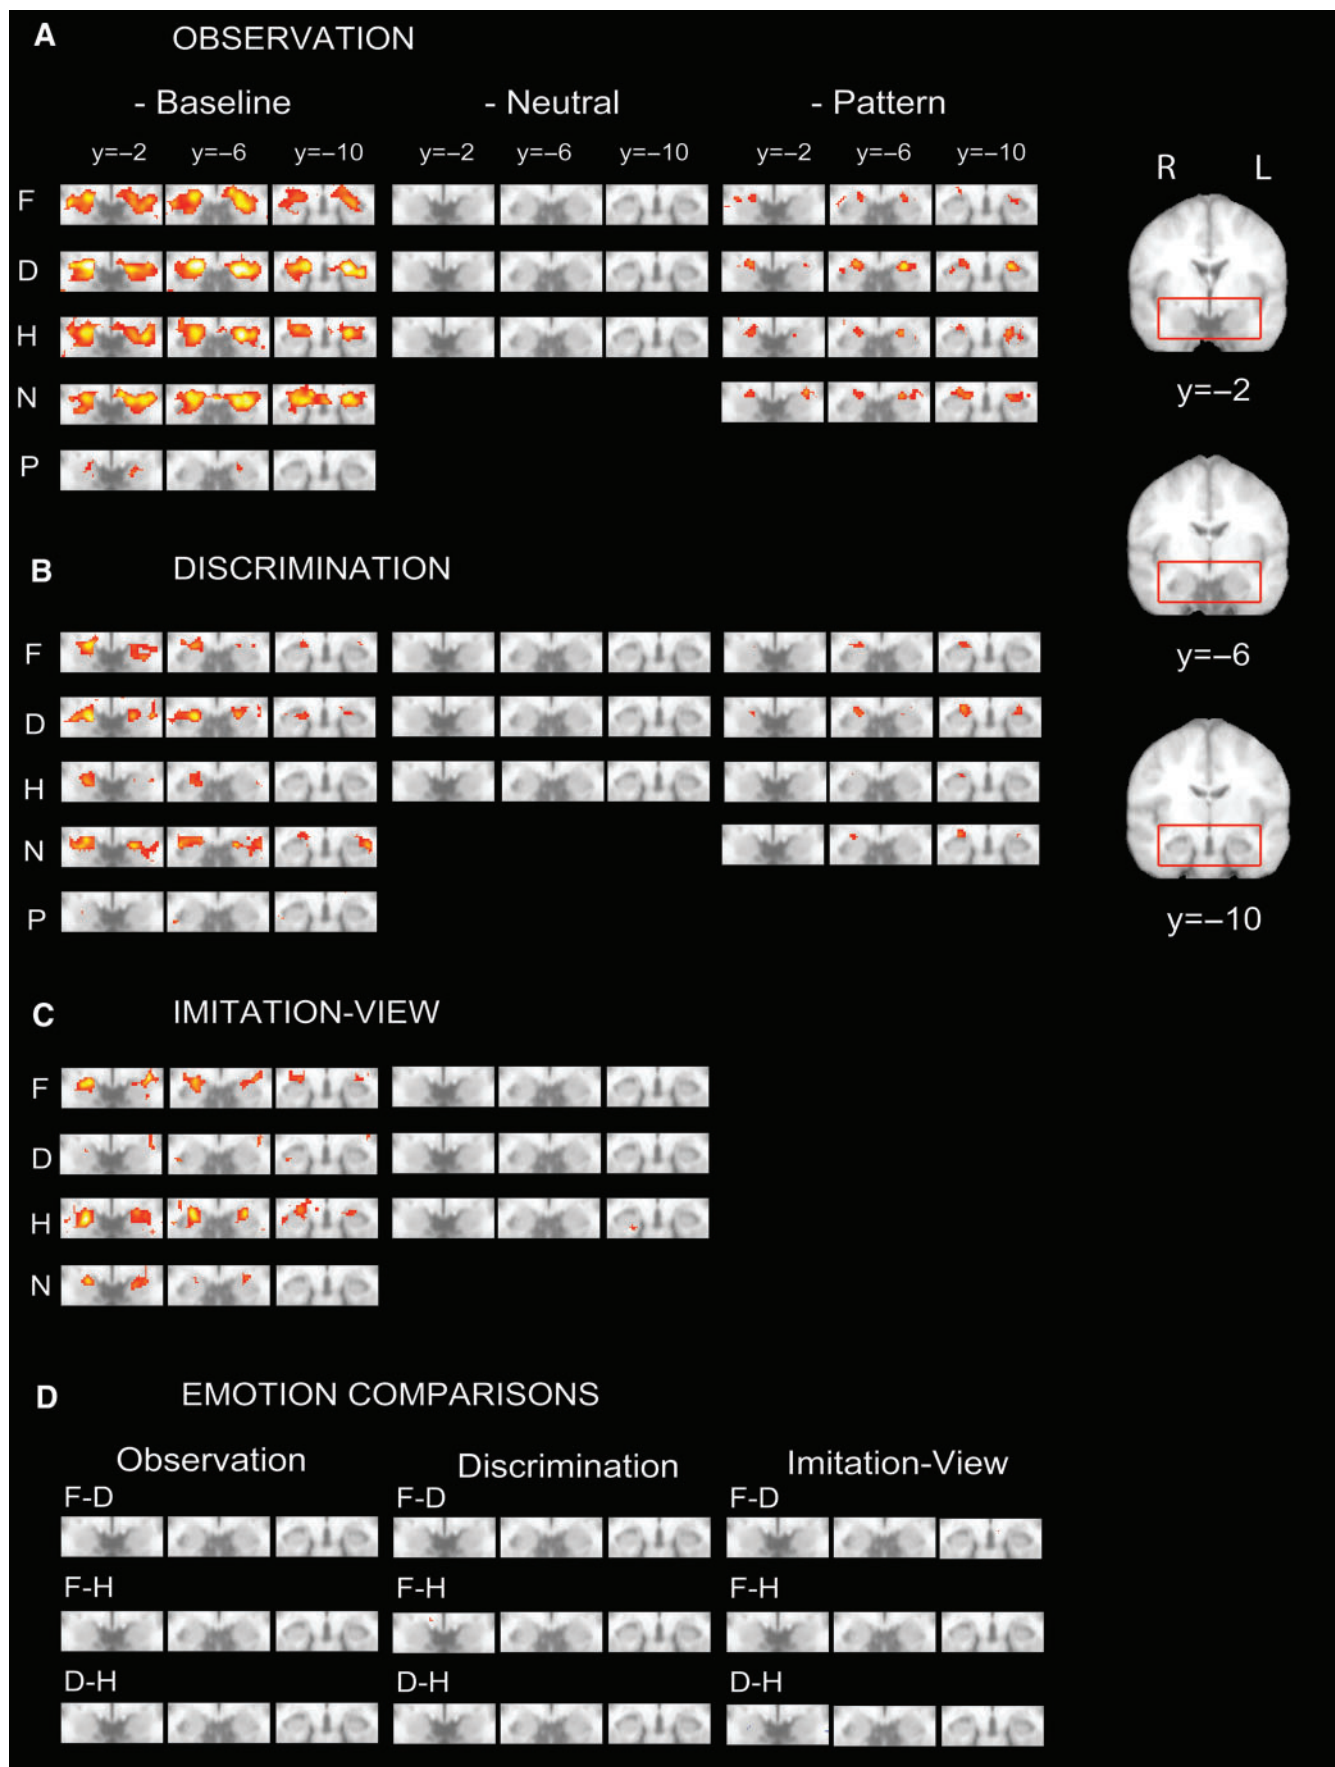 A OBSERVATION
- Baseline - Neutral - Pattern
y=–2 y=–6 y=–10 y=–2 y=–6 y=–10 y=–2 y=–6 y=–10
R L
F
D
H
y=–2
N
P
B DISCRIMINATION
F
y=–6
D
H
N
P
y=–10
C IMITATION-VIEW
F
D
H
N
D EMOTION COMPARISONS
Observation Discrimination Imitation-View
F-D F-D F-D
F-H F-H F-H
D-H D-H D-H